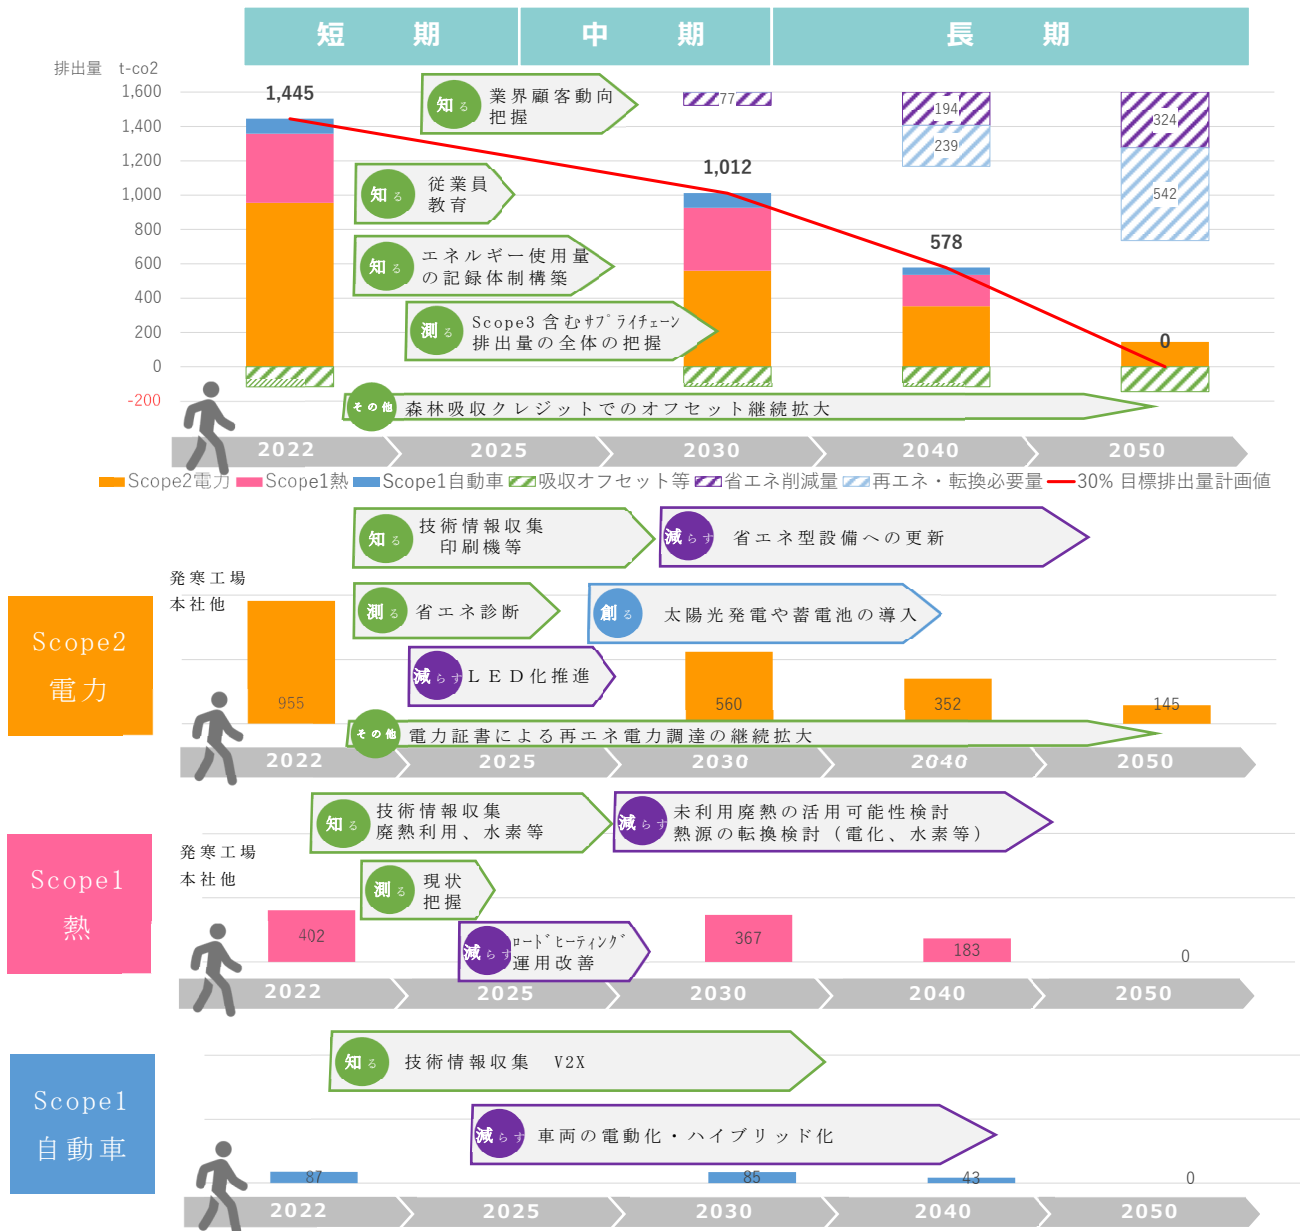 短 期
中 期
長 期
排出量 t-co2
1,600
1,400
1,200
1,000
800
600
400
200
0
-200
1,445
1,012
578
0
77
194
239
324
542
知る 業界顧客動向
把握
知る 従業員
教育
知る エネルギー使用量
の記録体制構築
測る Scope3 含むサプライチェーン
排出量の全体の把握
その他 森林吸収クレジットでのオフセット継続拡大
2022 2025 2030 2040 2050
Scope2電力 Scope1熱 Scope1自動車 吸収オフセット等 省エネ削減量 再エネ・転換必要量 30% 目標排出量計画値
Scope2
電力
発寒工場
本社他
知る 技術情報収集
印刷機等
減らす 省エネ型設備への更新
測る 省エネ診断
創る 太陽光発電や蓄電池の導入
減らす LED化推進
955 560 352 145
その他 電力証書による再エネ電力調達の継続拡大
2022 2025 2030 2040 2050
Scope1
熱
発寒工場
本社他
知る 技術情報収集
廃熱利用、水素等
減らす 未利用廃熱の活用可能性検討
熱源の転換検討（電化、水素等）
測る 現状
把握
減らす ロードヒーティング
運用改善
402 367 183 0
2022 2025 2030 2040 2050
Scope1
自動車
知る 技術情報収集 V2X
減らす 車両の電動化・ハイブリッド化
87 85 43 0
2022 2025 2030 2040 2050